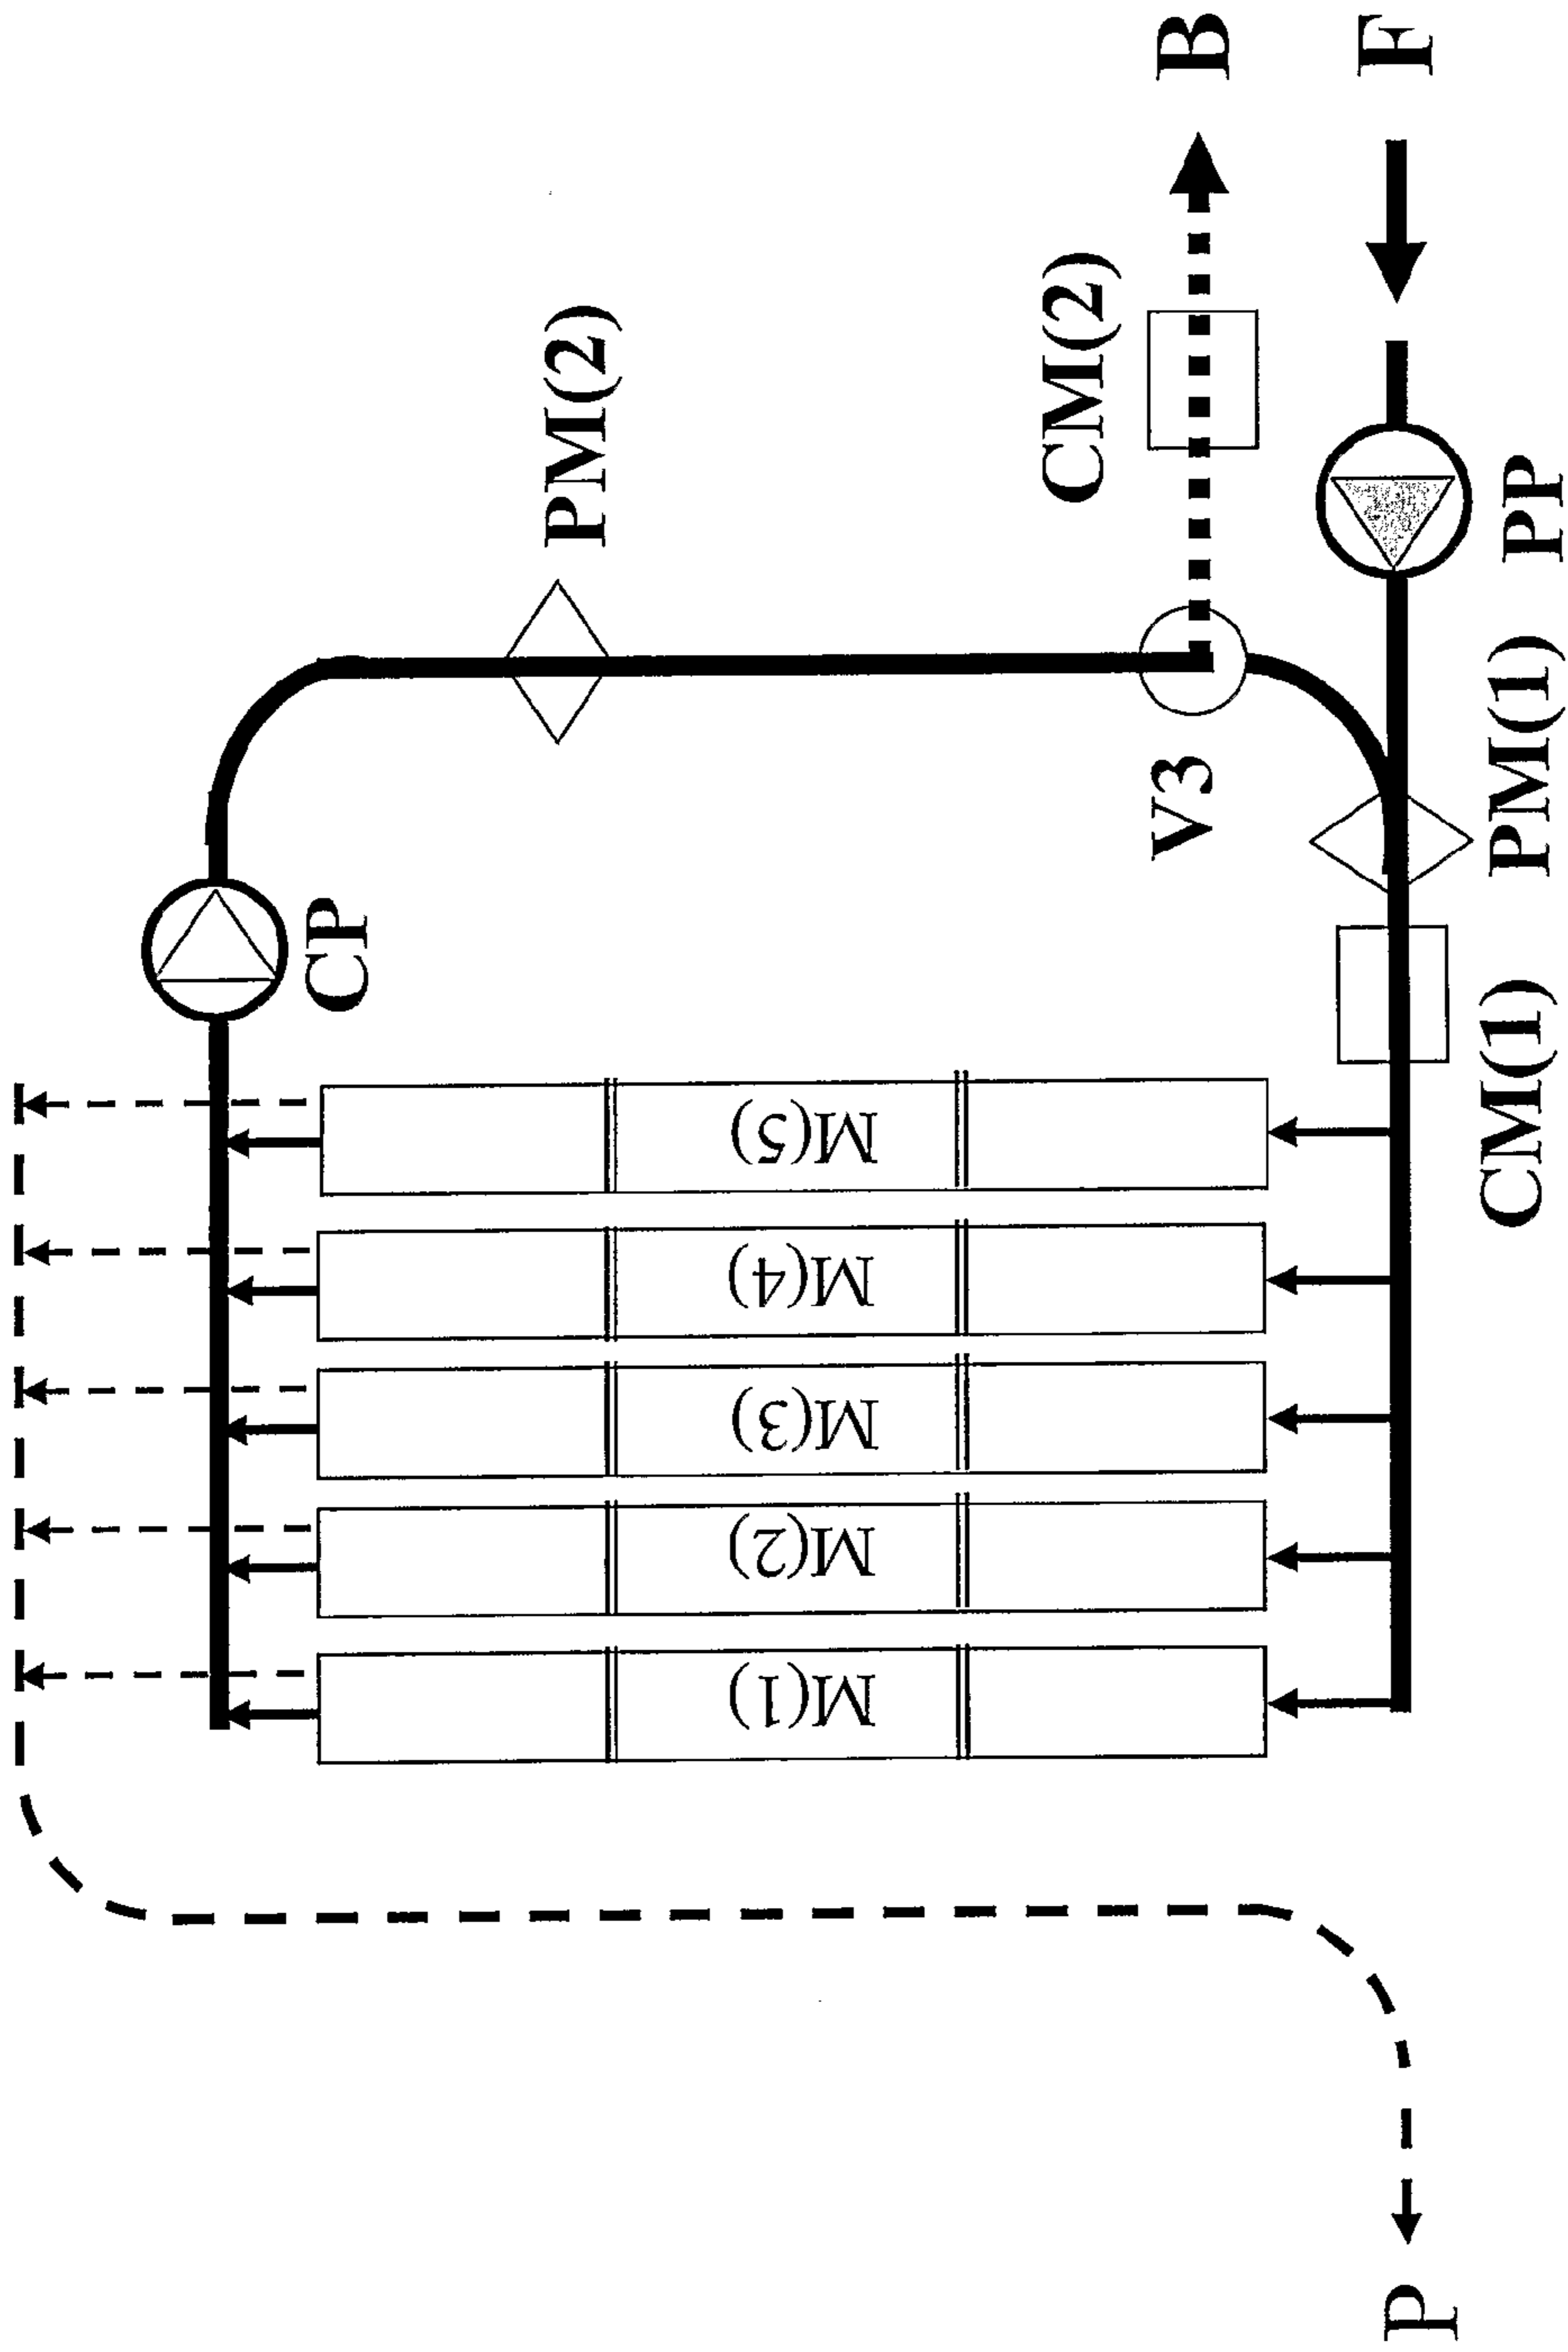 B
F
CM(2)
PM(2)
PP
V3
PM(1)
CP
CM(1)
M(5)
M(4)
M(3)
M(2)
M(1)
P